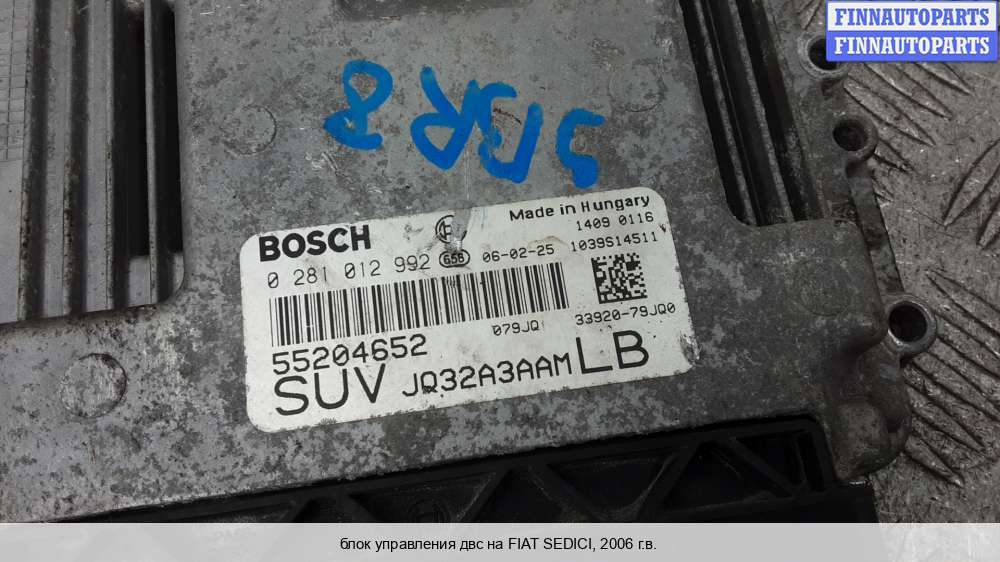 FINNAUTOPARTS
FINNAUTOPARTS
BOSCH
Made in Hungary
1409 0116
0 281 012 992
656
06-02-25
1039S14511
079JQ
33920-79JQ0
55204652
SUV JQ32A3AAM LB
блок управления двс на FIAT SEDICI, 2006 г.в.